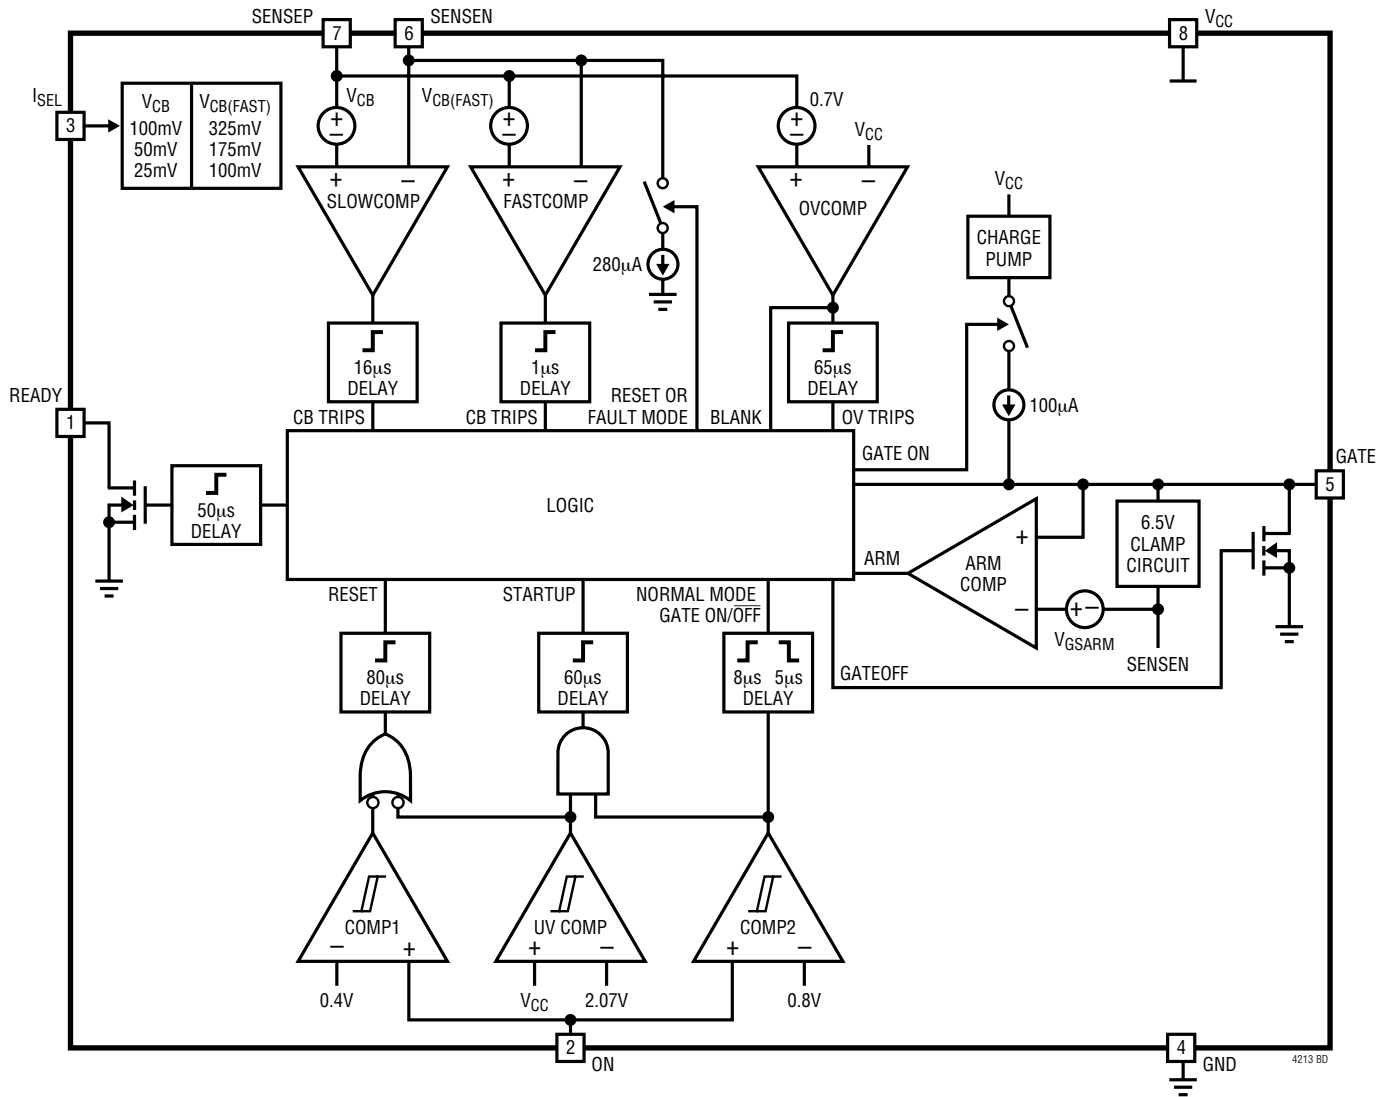 SENSEP
7
6
SENSEN
8
VCC
ISEL
3
VCB VCB(FAST)
100mV 325mV
50mV 175mV
25mV 100mV
VCB
+
−
VCB(FAST)
+
−
0.7V
+
−
VCC
+ −
SLOWCOMP
+ −
FASTCOMP
+ −
OVCOMP
280µA
VCC
CHARGE
PUMP
100µA
16µs
DELAY
1µs
DELAY
65µs
DELAY
CB TRIPS
CB TRIPS
RESET OR
FAULT MODE
BLANK
OV TRIPS
READY
1
50µs
DELAY
LOGIC
GATE ON
GATE
5
ARM
+
−
ARM
COMP
6.5V
CLAMP
CIRCUIT
+−
VGSARM
SENSEN
GATEOFF
RESET
STARTUP
NORMAL MODE
GATE ON/OFF
80µs
DELAY
60µs
DELAY
8µs 5µs
DELAY
COMP1
− +
UV COMP
+ −
COMP2
+ −
0.4V
VCC
2.07V
0.8V
2
ON
4
GND
4213 BD